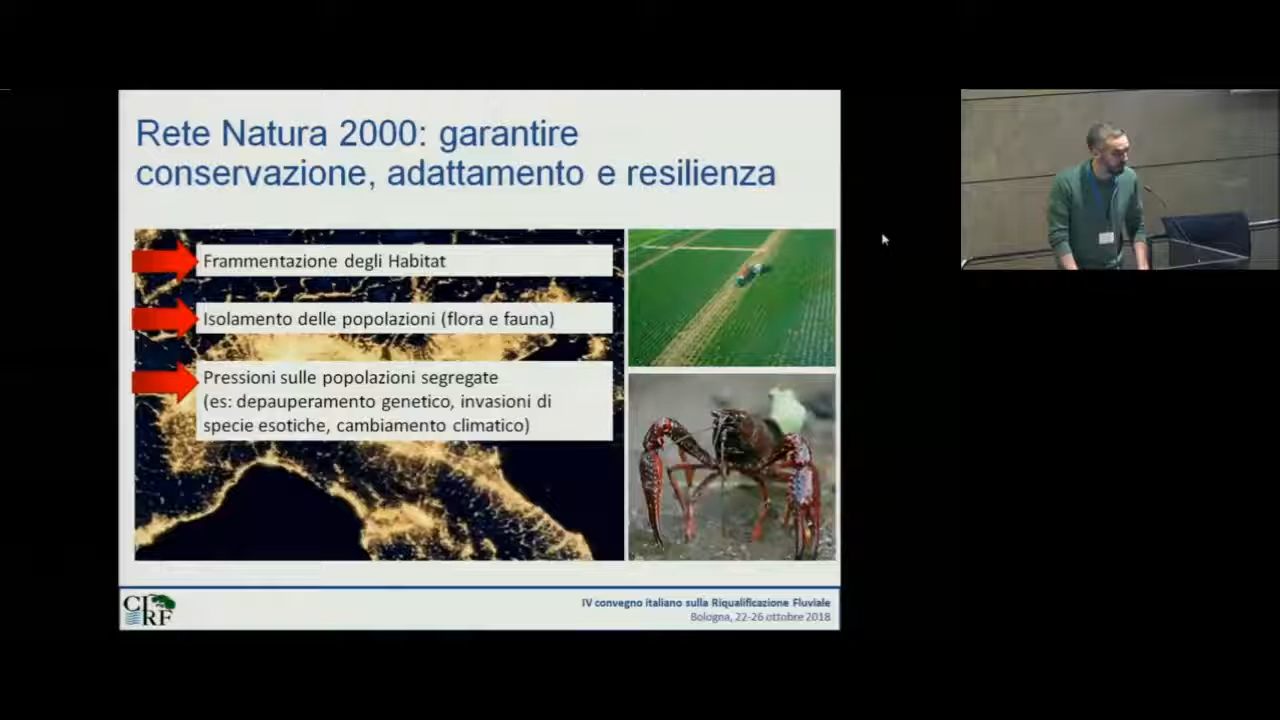 Rete Natura 2000: garantire
conservazione, adattamento e resilienza
Frammentazione degli Habitat
Isolamento delle popolazioni (flora e fauna)
Pressioni sulle popolazioni segregate
(es: depauperamento genetico, invasioni di
specie esotiche, cambiamento climatico)
CIRF
IV convegno italiano sulla Riqualificazione Fluviale
Bologna, 22-26 ottobre 2018